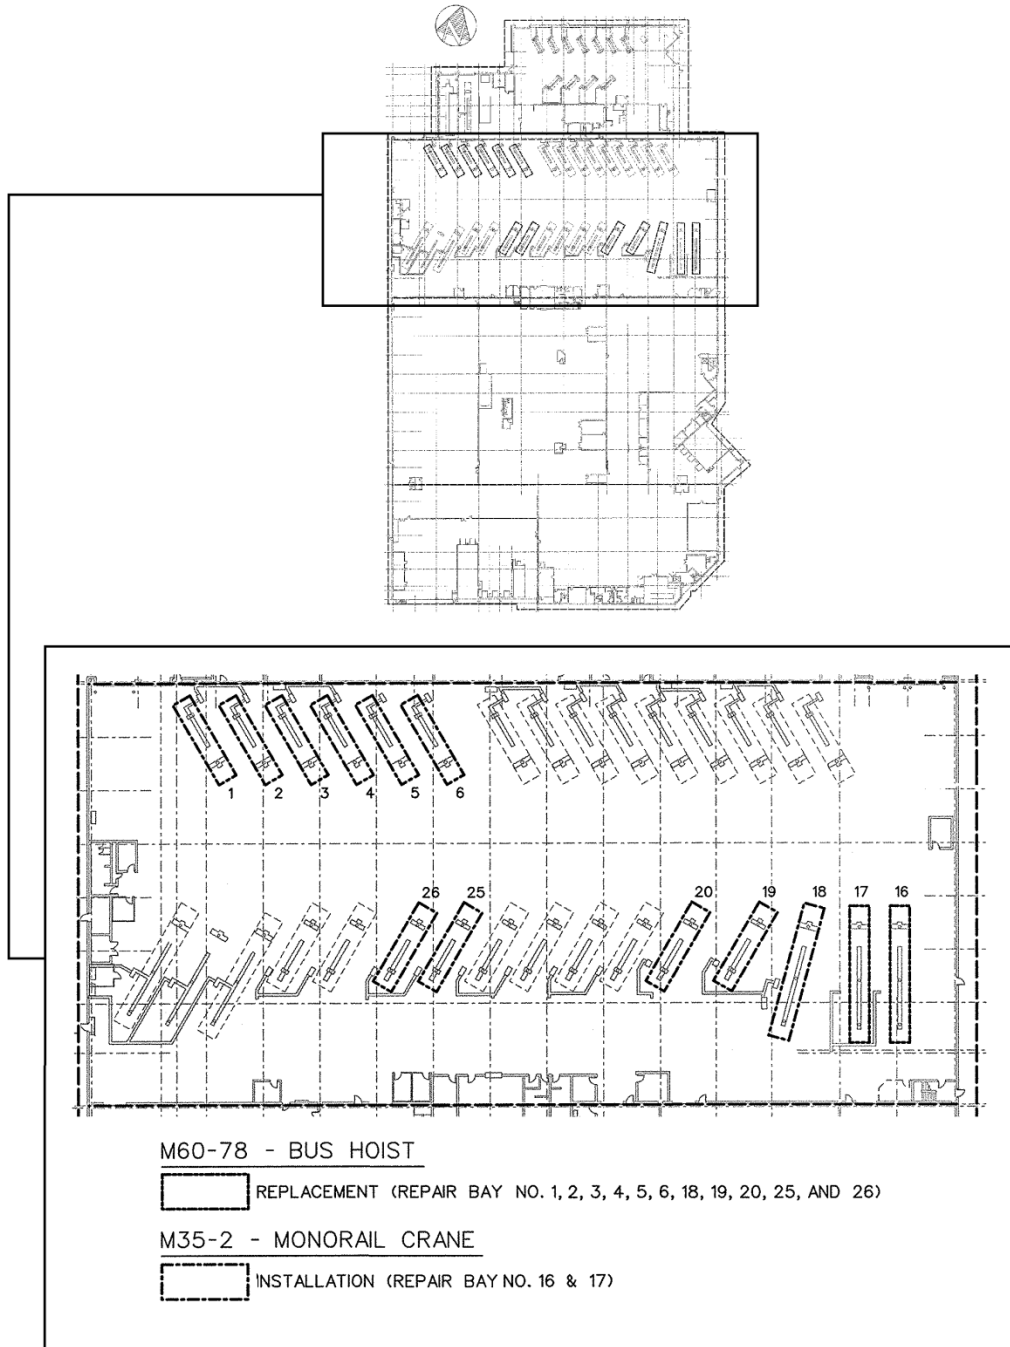 1 2 3 4 5 6
26 25 20 19 18 17 16
M60-78 - BUS HOIST
REPLACEMENT (REPAIR BAY NO. 1, 2, 3, 4, 5, 6, 18, 19, 20, 25, AND 26)
M35-2 - MONORAIL CRANE
INSTALLATION (REPAIR BAY NO. 16 & 17)